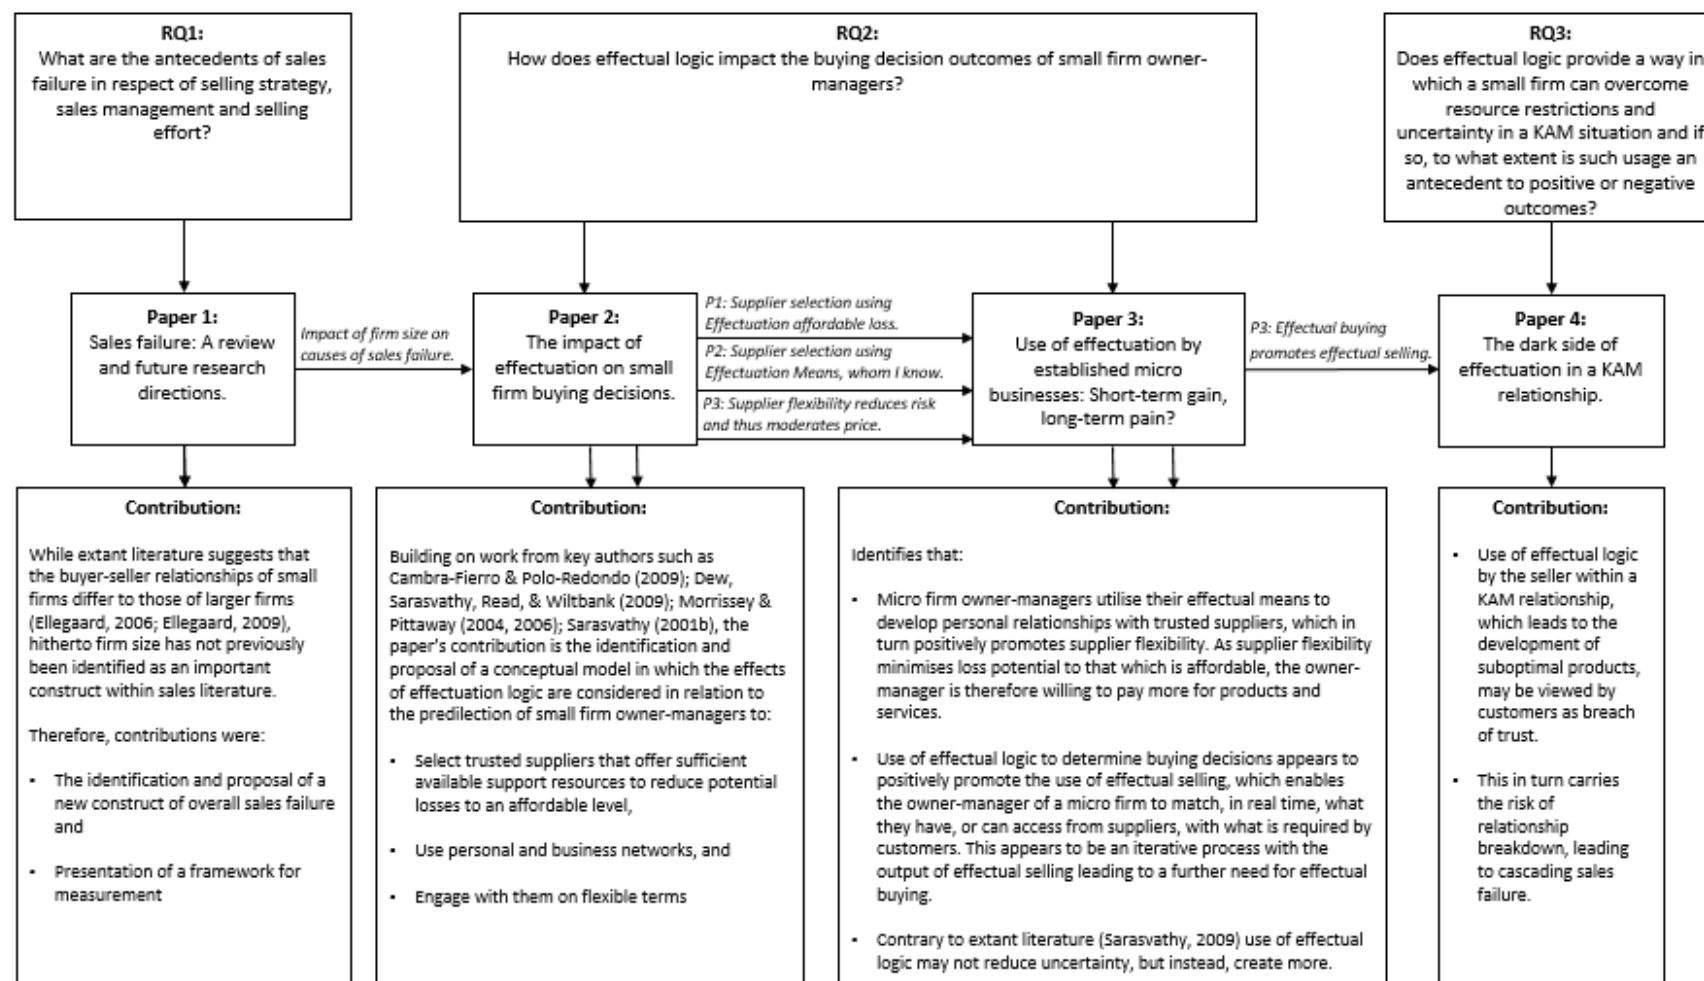 RQ1:
What are the antecedents of sales
failure in respect of selling strategy,
sales management and selling
effort?
RQ2:
How does effectual logic impact the buying decision outcomes of small firm owner-
managers?
RQ3:
Does effectual logic provide a way in
which a small firm can overcome
resource restrictions and
uncertainty in a KAM situation and if
so, to what extent is such usage an
antecedent to positive or negative
outcomes?
Paper 1:
Sales failure: A review
and future research
directions.
Impact of firm size on
causes of sales failure.
Paper 2:
The impact of
effectuation on small
firm buying decisions.
P1: Supplier selection using
Effectuation affordable loss.
P2: Supplier selection using
Effectuation Means, whom I know.
P3: Supplier flexibility reduces risk
and thus moderates price.
Paper 3:
Use of effectuation by
established micro
businesses: Short-term gain,
long-term pain?
P3: Effectual buying
promotes effectual selling.
Paper 4:
The dark side of
effectuation in a KAM
relationship.
Contribution:
While extant literature suggests that
the buyer-seller relationships of small
firms differ to those of larger firms
(Ellegaard, 2006; Ellegaard, 2009),
hitherto firm size has not previously
been identified as an important
construct within sales literature.
Therefore, contributions were:
▪ The identification and proposal of a
new construct of overall sales failure
and
▪ Presentation of a framework for
measurement
Contribution:
Building on work from key authors such as
Cambra-Fierro & Polo-Redondo (2009); Dew,
Sarasvathy, Read, & Wiltbank (2009); Morrissey &
Pittaway (2004, 2006); Sarasvathy (2001b), the
paper's contribution is the identification and
proposal of a conceptual model in which the effects
of effectuation logic are considered in relation to
the predilection of small firm owner-managers to:
▪ Select trusted suppliers that offer sufficient
available support resources to reduce potential
losses to an affordable level,
▪ Use personal and business networks, and
▪ Engage with them on flexible terms
Contribution:
Identifies that:
▪ Micro firm owner-managers utilise their effectual means to
develop personal relationships with trusted suppliers, which in
turn positively promotes supplier flexibility. As supplier flexibility
minimises loss potential to that which is affordable, the owner-
manager is therefore willing to pay more for products and
services.
▪ Use of effectual logic to determine buying decisions appears to
positively promote the use of effectual selling, which enables
the owner-manager of a micro firm to match, in real time, what
they have, or can access from suppliers, with what is required by
customers. This appears to be an iterative process with the
output of effectual selling leading to a further need for effectual
buying.
▪ Contrary to extant literature (Sarasvathy, 2009) use of effectual
logic may not reduce uncertainty, but instead, create more.
Contribution:
▪ Use of effectual logic
by the seller within a
KAM relationship,
which leads to the
development of
suboptimal products,
may be viewed by
customers as breach
of trust.
▪ This in turn carries
the risk of
relationship
breakdown, leading
to cascading sales
failure.